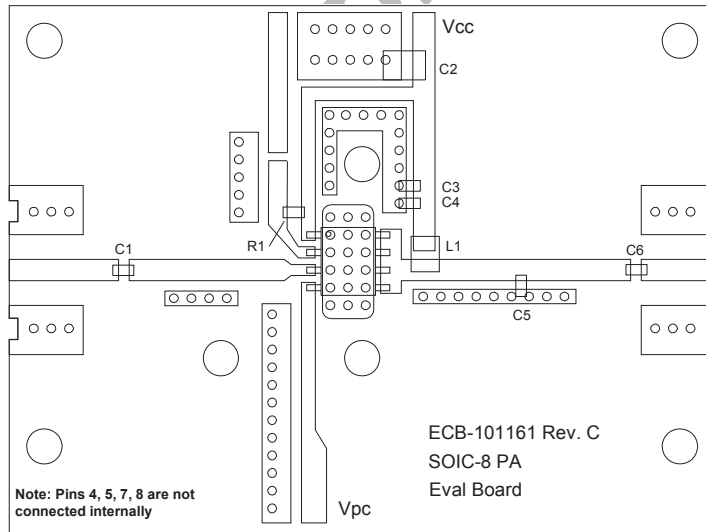 Vcc
C2
C3
C4
R1
L1
C1
C6
C5
ECB-101161 Rev. C
SOIC-8 PA
Eval Board
Note: Pins 4, 5, 7, 8 are not
connected internally
Vpc